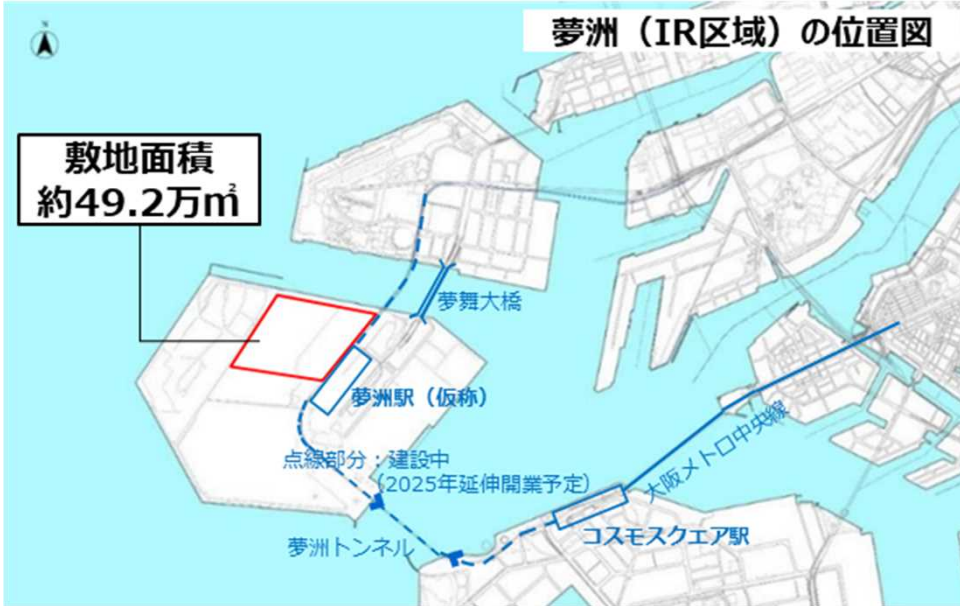 夢洲（IR区域）の位置図
N
敷地面積
約49.2万㎡
夢舞大橋
夢洲駅（仮称）
点線部分：建設中
（2025年延伸開業予定）
大阪メトロ中央線
コスモスクエア駅
夢洲トンネル